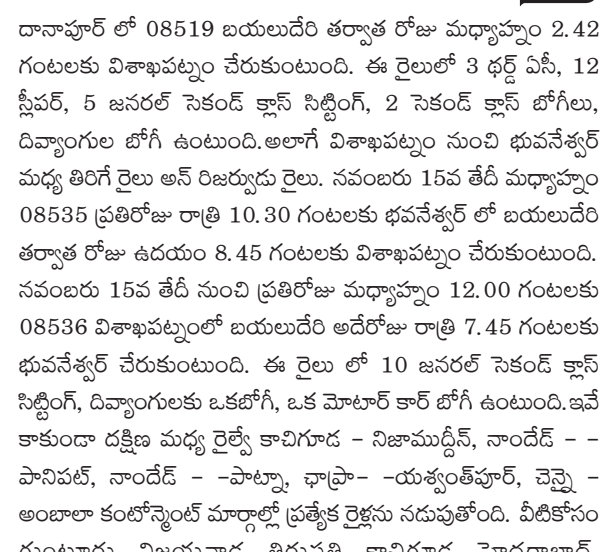 దానాపూర్ లో 08519 బయలుదేరి తర్వాత రోజు మధ్యాహ్నం 2.42
గంటలకు విశాఖపట్నం చేరుకుంటుంది. ఈ రైలులో 3 థర్డ్ ఏసీ, 12
స్లీపర్, 5 జనరల్ సెకండ్ క్లాస్ సిట్టింగ్, 2 సెకండ్ క్లాస్ బోగీలు,
దివ్యాంగుల బోగీ ఉంటుంది.అలాగే విశాఖపట్నం నుంచి భువనేశ్వర్
మధ్య తిరిగే రైలు అన్ రిజర్వుడు రైలు. నవంబరు 15వ తేదీ మధ్యాహ్నం
08535 ప్రతిరోజు రాత్రి 10.30 గంటలకు భవనేశ్వర్ లో బయలుదేరి
తర్వాత రోజు ఉదయం 8.45 గంటలకు విశాఖపట్నం చేరుకుంటుంది.
నవంబరు 15వ తేదీ నుంచి ప్రతిరోజు మధ్యాహ్నం 12.00 గంటలకు
08536 విశాఖపట్నంలో బయలుదేరి అదేరోజు రాత్రి 7.45 గంటలకు
భువనేశ్వర్ చేరుకుంటుంది. ఈ రైలు లో 10 జనరల్ సెకండ్ క్లాస్
సిట్టింగ్, దివ్యాంగులకు ఒకబోగీ, ఒక మోటార్ కార్ బోగీ ఉంటుంది.ఇవే
కాకుండా దక్షిణ మధ్య రైల్వే కాచిగూడ - నిజాముద్దీన్, నాందేడ్ - -
పానిపట్, నాందేడ్ - -పాట్నా, ఛాప్రా- -యశ్వంత్‌పూర్, చెన్నై -
అంబాలా కంటోన్మెంట్ మార్గాల్లో ప్రత్యేక రైళ్లను నడుపుతోంది. వీటికోసం